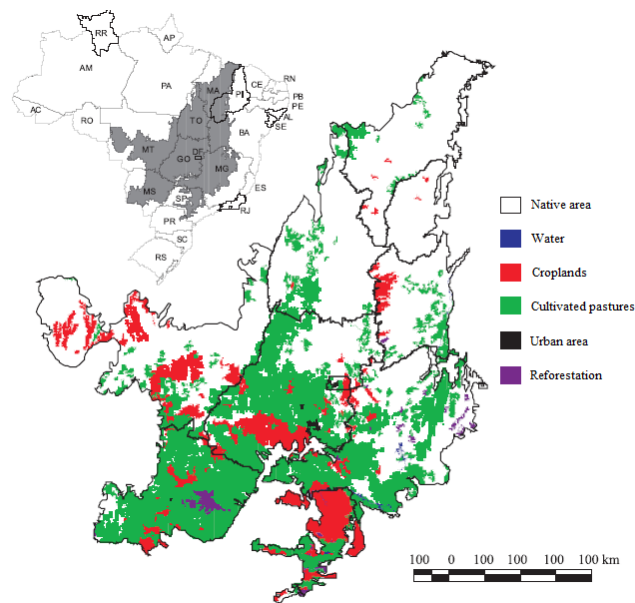 RR
AP
AM
PA
MA
CE
RN
PI
PB
PE
AC
TO
AL
RO
SE
BA
MT
DF
GO
MG
MS
ES
SP
RJ
PR
SC
RS
Native area
Water
Croplands
Cultivated pastures
Urban area
Reforestation
100 0 100 100 100 km